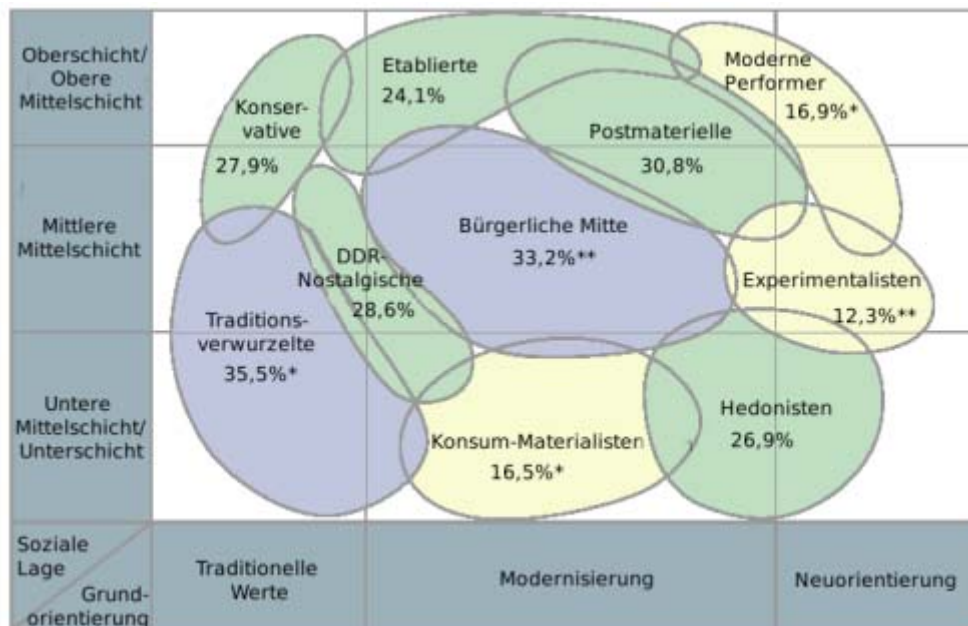 Oberschicht/
Obere
Mittelschicht
Konser-
vative
27,9%
Etablierte
24,1%
Moderne
Performer
16,9%*
Postmaterielle
30,8%
Mittlere
Mittelschicht
Bürgerliche Mitte
33,2%**
DDR-
Nostalgische
28,6%
Experimentalisten
12,3%**
Traditions-
verwurzelte
35,5%*
Untere
Mittelschicht/
Unterschicht
Konsum-Materialisten
16,5%*
Hedonisten
26,9%
Soziale
Lage
Grund-
orientierung
Traditionelle
Werte
Modernisierung
Neuorientierung